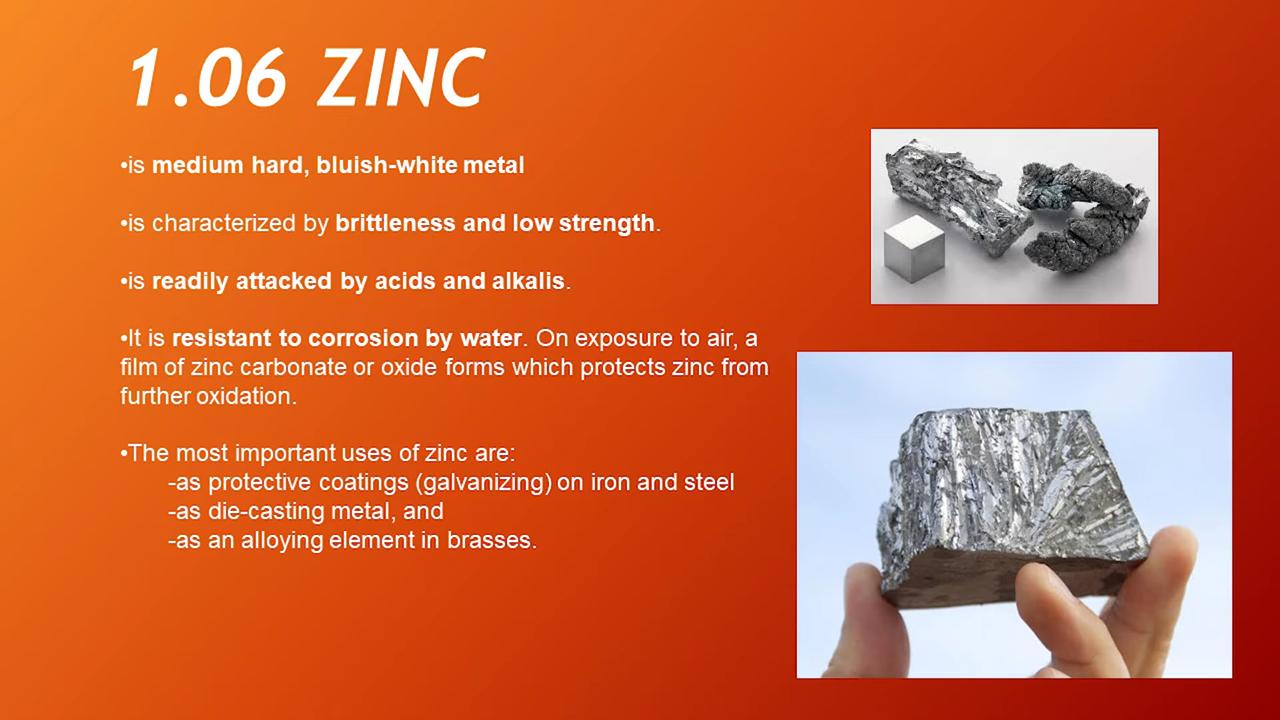 1.06 ZINC
•is medium hard, bluish-white metal
•is characterized by brittleness and low strength.
•is readily attacked by acids and alkalis.
•It is resistant to corrosion by water. On exposure to air, a
film of zinc carbonate or oxide forms which protects zinc from
further oxidation.
•The most important uses of zinc are:
-as protective coatings (galvanizing) on iron and steel
-as die-casting metal, and
-as an alloying element in brasses.